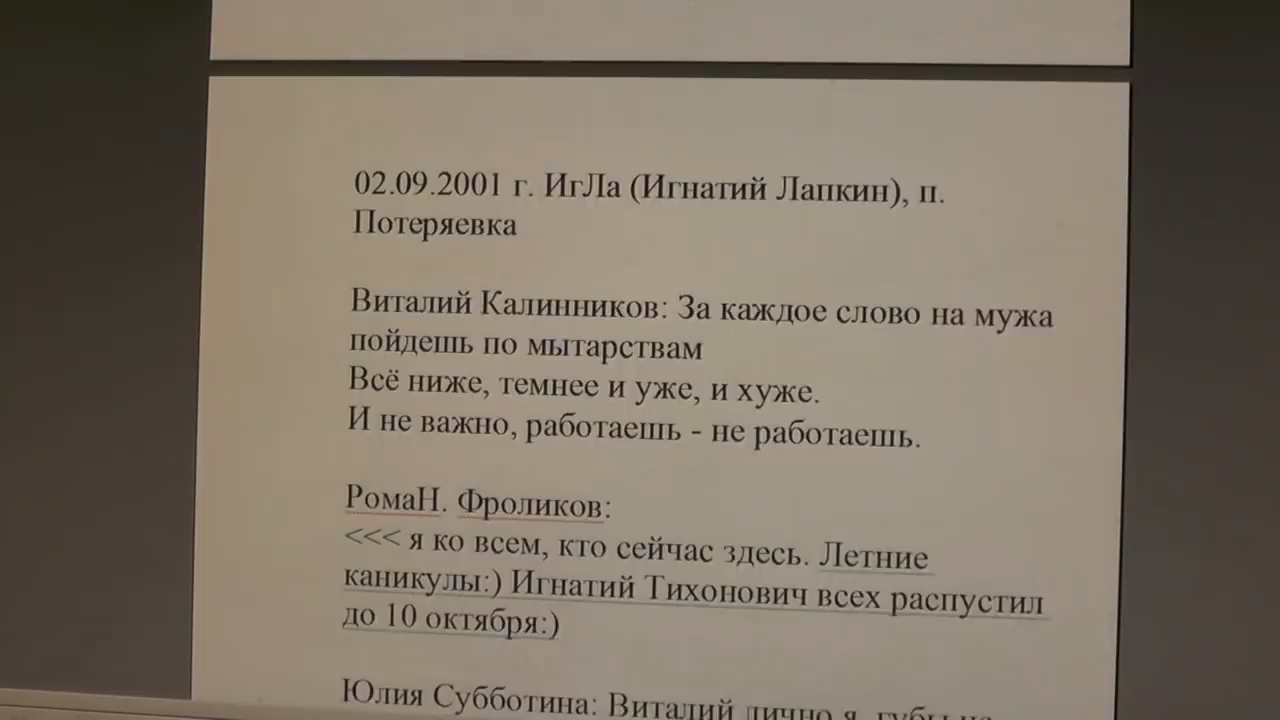 02.09.2001 г. ИгЛа (Игнатий Лапкин), п.
Потеряевка
Виталий Калинников: За каждое слово на мужа
пойдешь по мытарствам
Всё ниже, темнее и уже, и хуже.
И не важно, работаешь - не работаешь.
РомаН. Фроликов:
<<< я ко всем, кто сейчас здесь. Летние
каникулы:) Игнатий Тихонович всех распустил
до 10 октября:)
Юлия Субботина: Виталий лично я, губы на